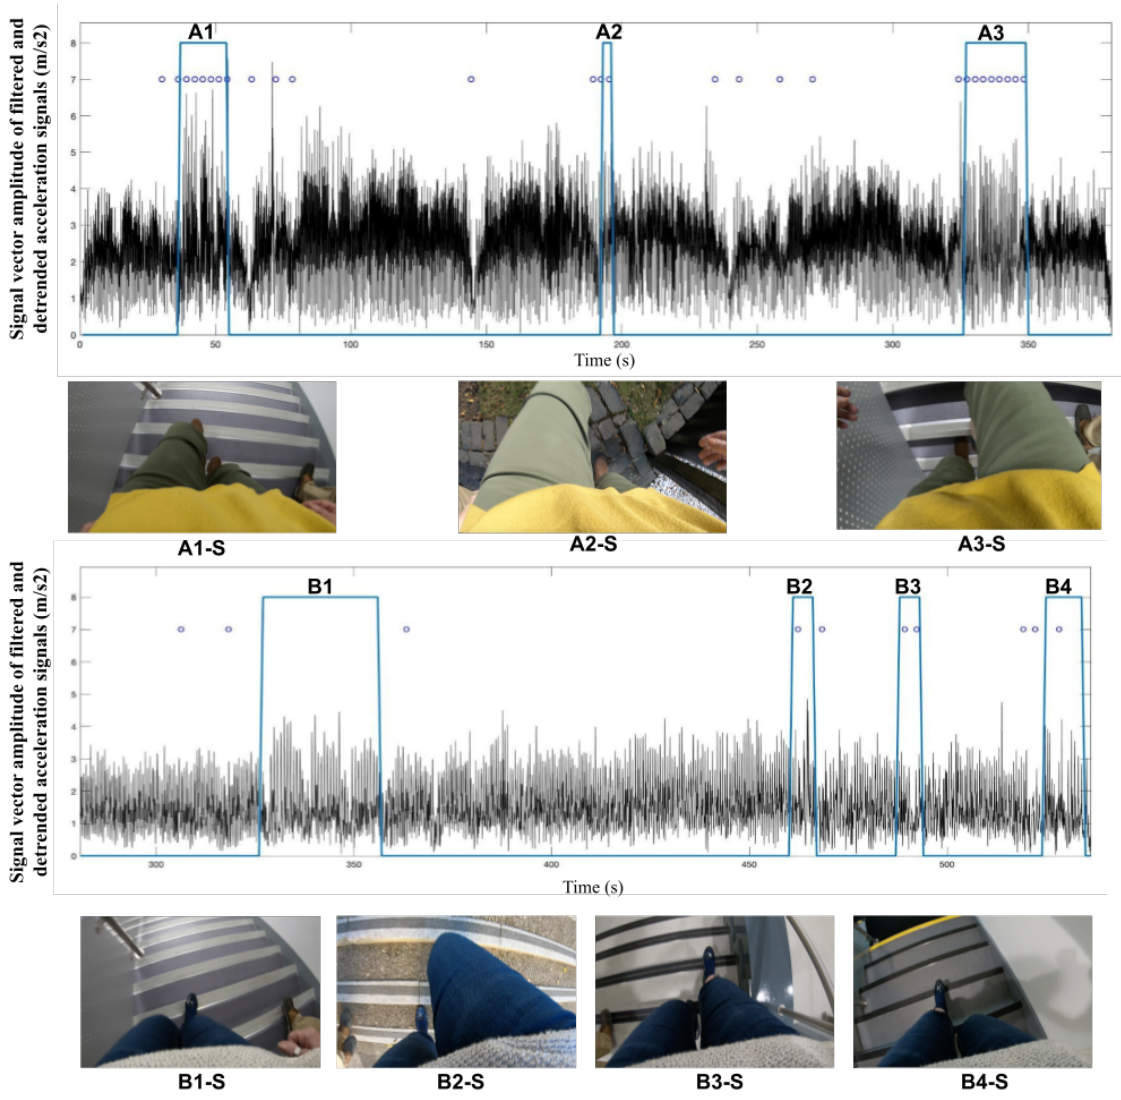 Signal vector amplitude of filtered and
detrended acceleration signals (m/s2)
A1
A2
A3
8
7
6
5
4
3
2
1
0
0
50
100
150
200
250
300
350
Time (s)
A1-S
A2-S
A3-S
Signal vector amplitude of filtered and
detrended acceleration signals (m/s2)
B1
B2
B3
B4
8
7
6
5
4
3
2
1
0
300
350
400
450
500
Time (s)
B1-S
B2-S
B3-S
B4-S